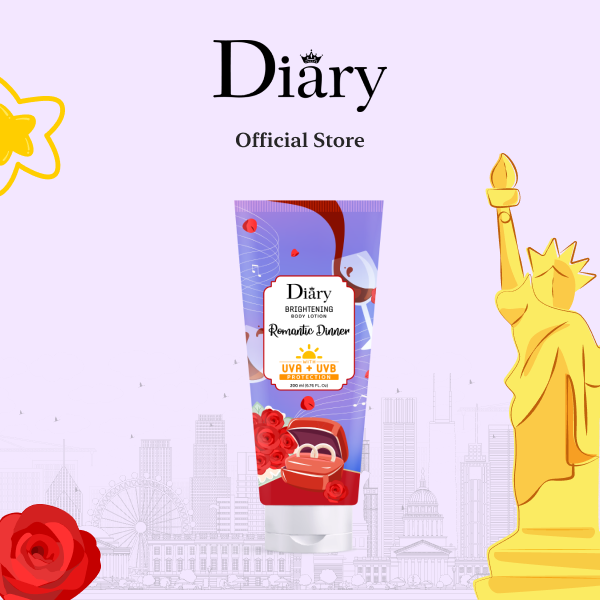 Diary
Official Store
Diary
BRIGHTENING
BODY LOTION
Romantic Dinner
WITH
UVA + UVB
PROTECTION
200 ml (6.76 FL.Oz)